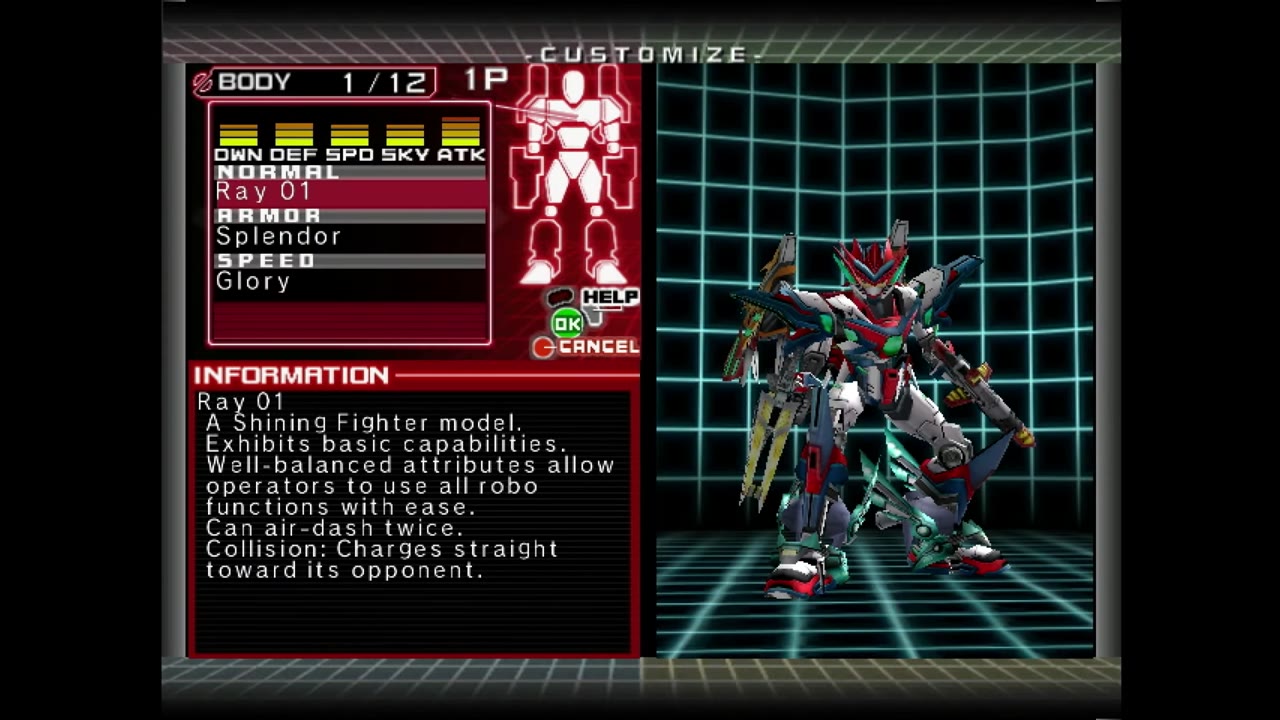 -CUSTOMIZE-
BODY 1/12 1P
DWN DEF SPD SKY ATK
NORMAL
Ray 01
ARMOR
Splendor
SPEED
Glory
HELP
OK
CANCEL
INFORMATION
Ray 01
A Shining Fighter model.
Exhibits basic capabilities.
Well-balanced attributes allow
operators to use all robo
functions with ease.
Can air-dash twice.
Collision: Charges straight
toward its opponent.